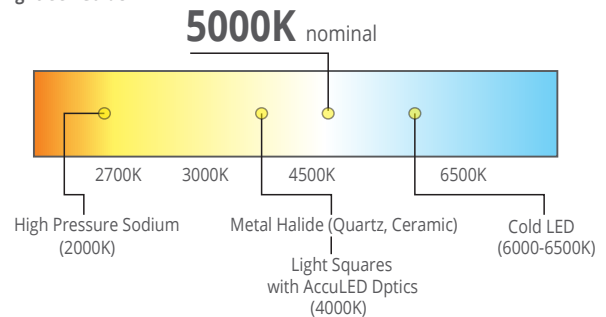 5000K nominal
2700K 3000K 4500K 6500K
High Pressure Sodium
(2000K)
Metal Halide (Quartz, Ceramic)
Light Squares
with AccuLED Dptics
(4000K)
Cold LED
(6000-6500K)